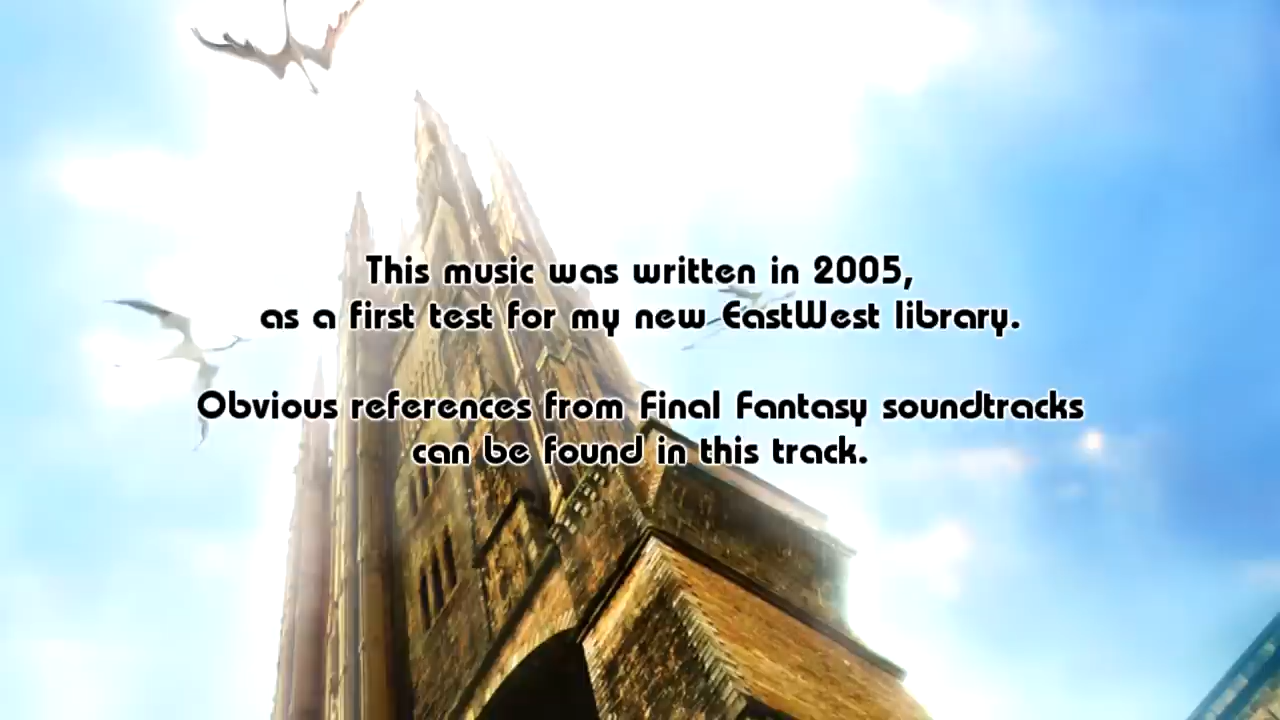 This music was written in 2005,
as a first test for my new EastWest library.
Obvious references from Final Fantasy soundtracks
can be found in this track.